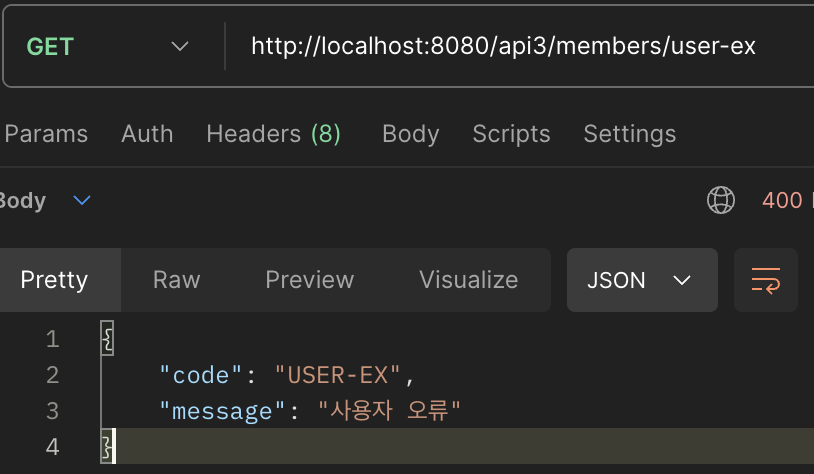 GET http://localhost:8080/api3/members/user-ex
Params Auth Headers (8) Body Scripts Settings
Body 400
Pretty Raw Preview Visualize JSON
1 {
2 "code": "USER-EX",
3 "message": "사용자 오류"
4 }